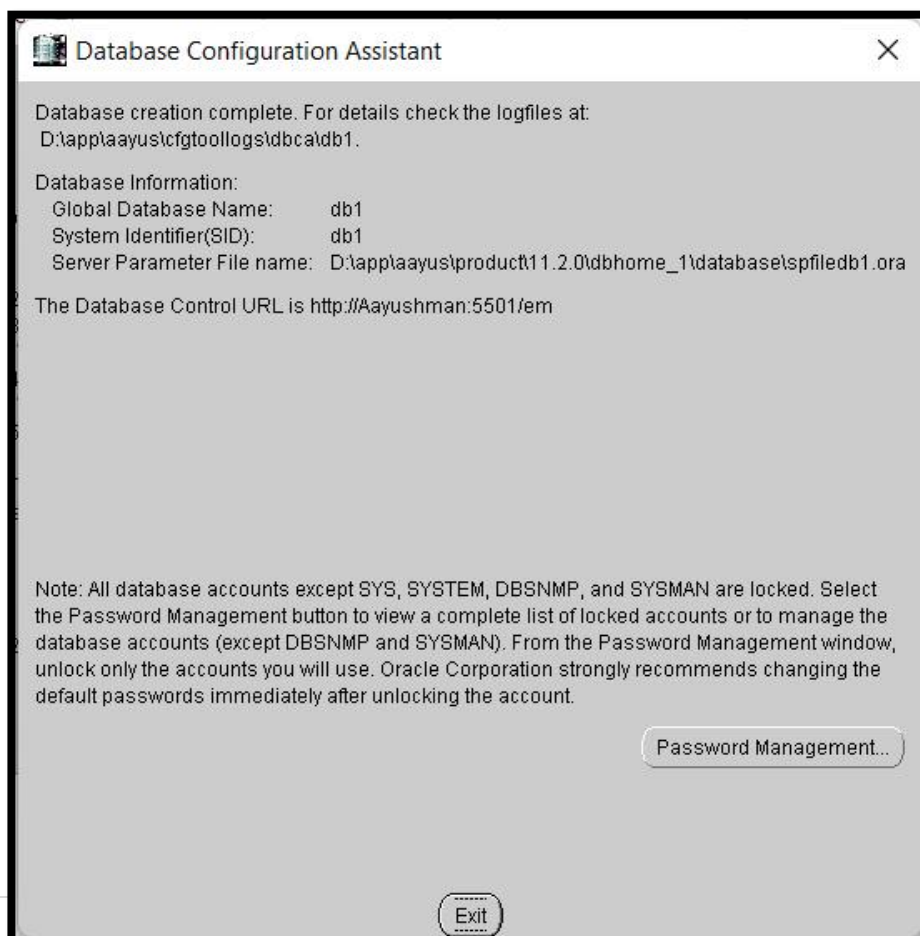 Database Configuration Assistant
Database creation complete. For details check the logfiles at:
D:\app\aayus\cfgtoollogs\dbca\db1.
Database Information:
Global Database Name: db1
System Identifier(SID): db1
Server Parameter File name: D:\app\aayus\product\11.2.0\dbhome_1\database\spfiledb1.ora
The Database Control URL is http://Aayushman:5501/em
Note: All database accounts except SYS, SYSTEM, DBSNMP, and SYSMAN are locked. Select
the Password Management button to view a complete list of locked accounts or to manage the
database accounts (except DBSNMP and SYSMAN). From the Password Management window,
unlock only the accounts you will use. Oracle Corporation strongly recommends changing the
default passwords immediately after unlocking the account.
Password Management...
Exit